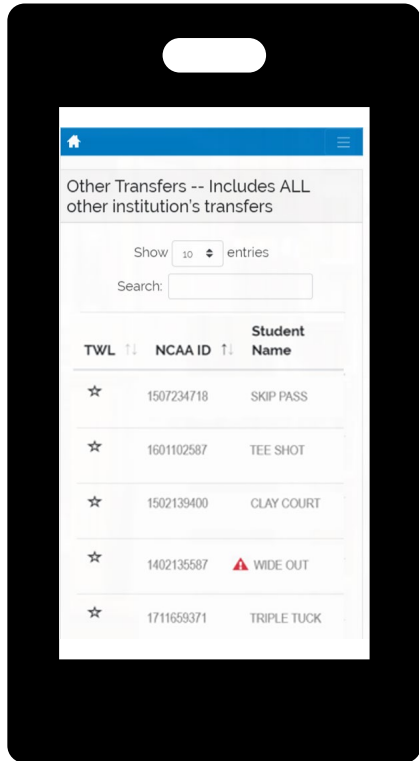 Other Transfers -- Includes ALL
other institution's transfers
Show 10 entries
Search:
TWL NCAA ID Student Name
1507234718 SKIP PASS
1601102587 TEE SHOT
1502139400 CLAY COURT
1402135587 WIDE OUT
1711659371 TRIPLE TUCK